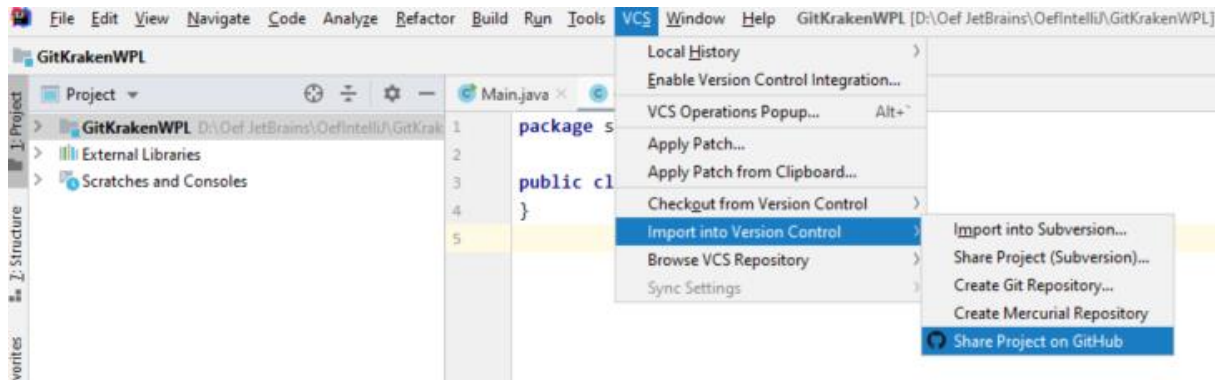 File Edit View Navigate Code Analyze Refactor Build Run Tools VCS Window Help GitKrakenWPL [D:\Oef JetBrains\OefIntelliJ\GitKrakenWPL]
GitKrakenWPL
1: Project
Project
Main.java
GitKrakenWPL D:\Oef JetBrains\OefIntelliJ\GitKrak
External Libraries
Scratches and Consoles
7: Structure
vorites
1 package s
2
3 public cl
4 }
5
Local History
Enable Version Control Integration...
VCS Operations Popup... Alt+`
Apply Patch...
Apply Patch from Clipboard...
Checkout from Version Control
Import into Version Control
Browse VCS Repository
Sync Settings
Import into Subversion...
Share Project (Subversion)...
Create Git Repository...
Create Mercurial Repository
Share Project on GitHub